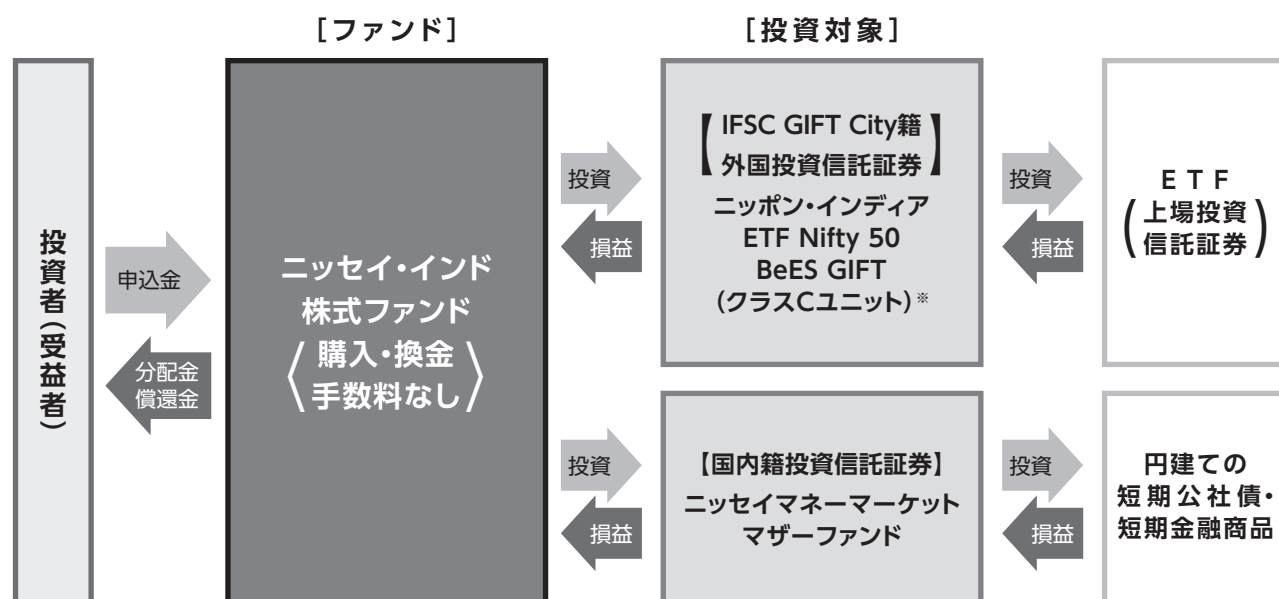 [ファンド]
[投資対象]
投資者(受益者)
申込金
分配金
償還金
ニッセイ・インド
株式ファンド
〈購入・換金
手数料なし〉
投資
損益
【IFSC GIFT City籍
外国投資信託証券】
ニッポン・インディア
ETF Nifty 50
BeES GIFT
(クラスCユニット)※
投資
損益
ETF
(上場投資
信託証券)
投資
損益
【国内籍投資信託証券】
ニッセイマネーマーケット
マザーファンド
投資
損益
円建ての
短期公社債・
短期金融商品